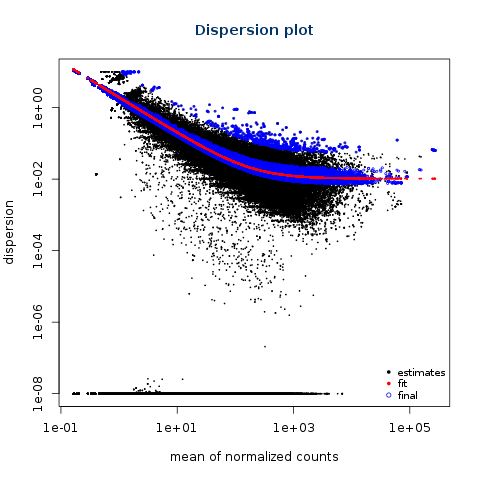 Dispersion plot
dispersion
1e+00
1e-02
1e-04
1e-06
1e-08
estimates
fit
final
1e-01
1e+01
1e+03
1e+05
mean of normalized counts